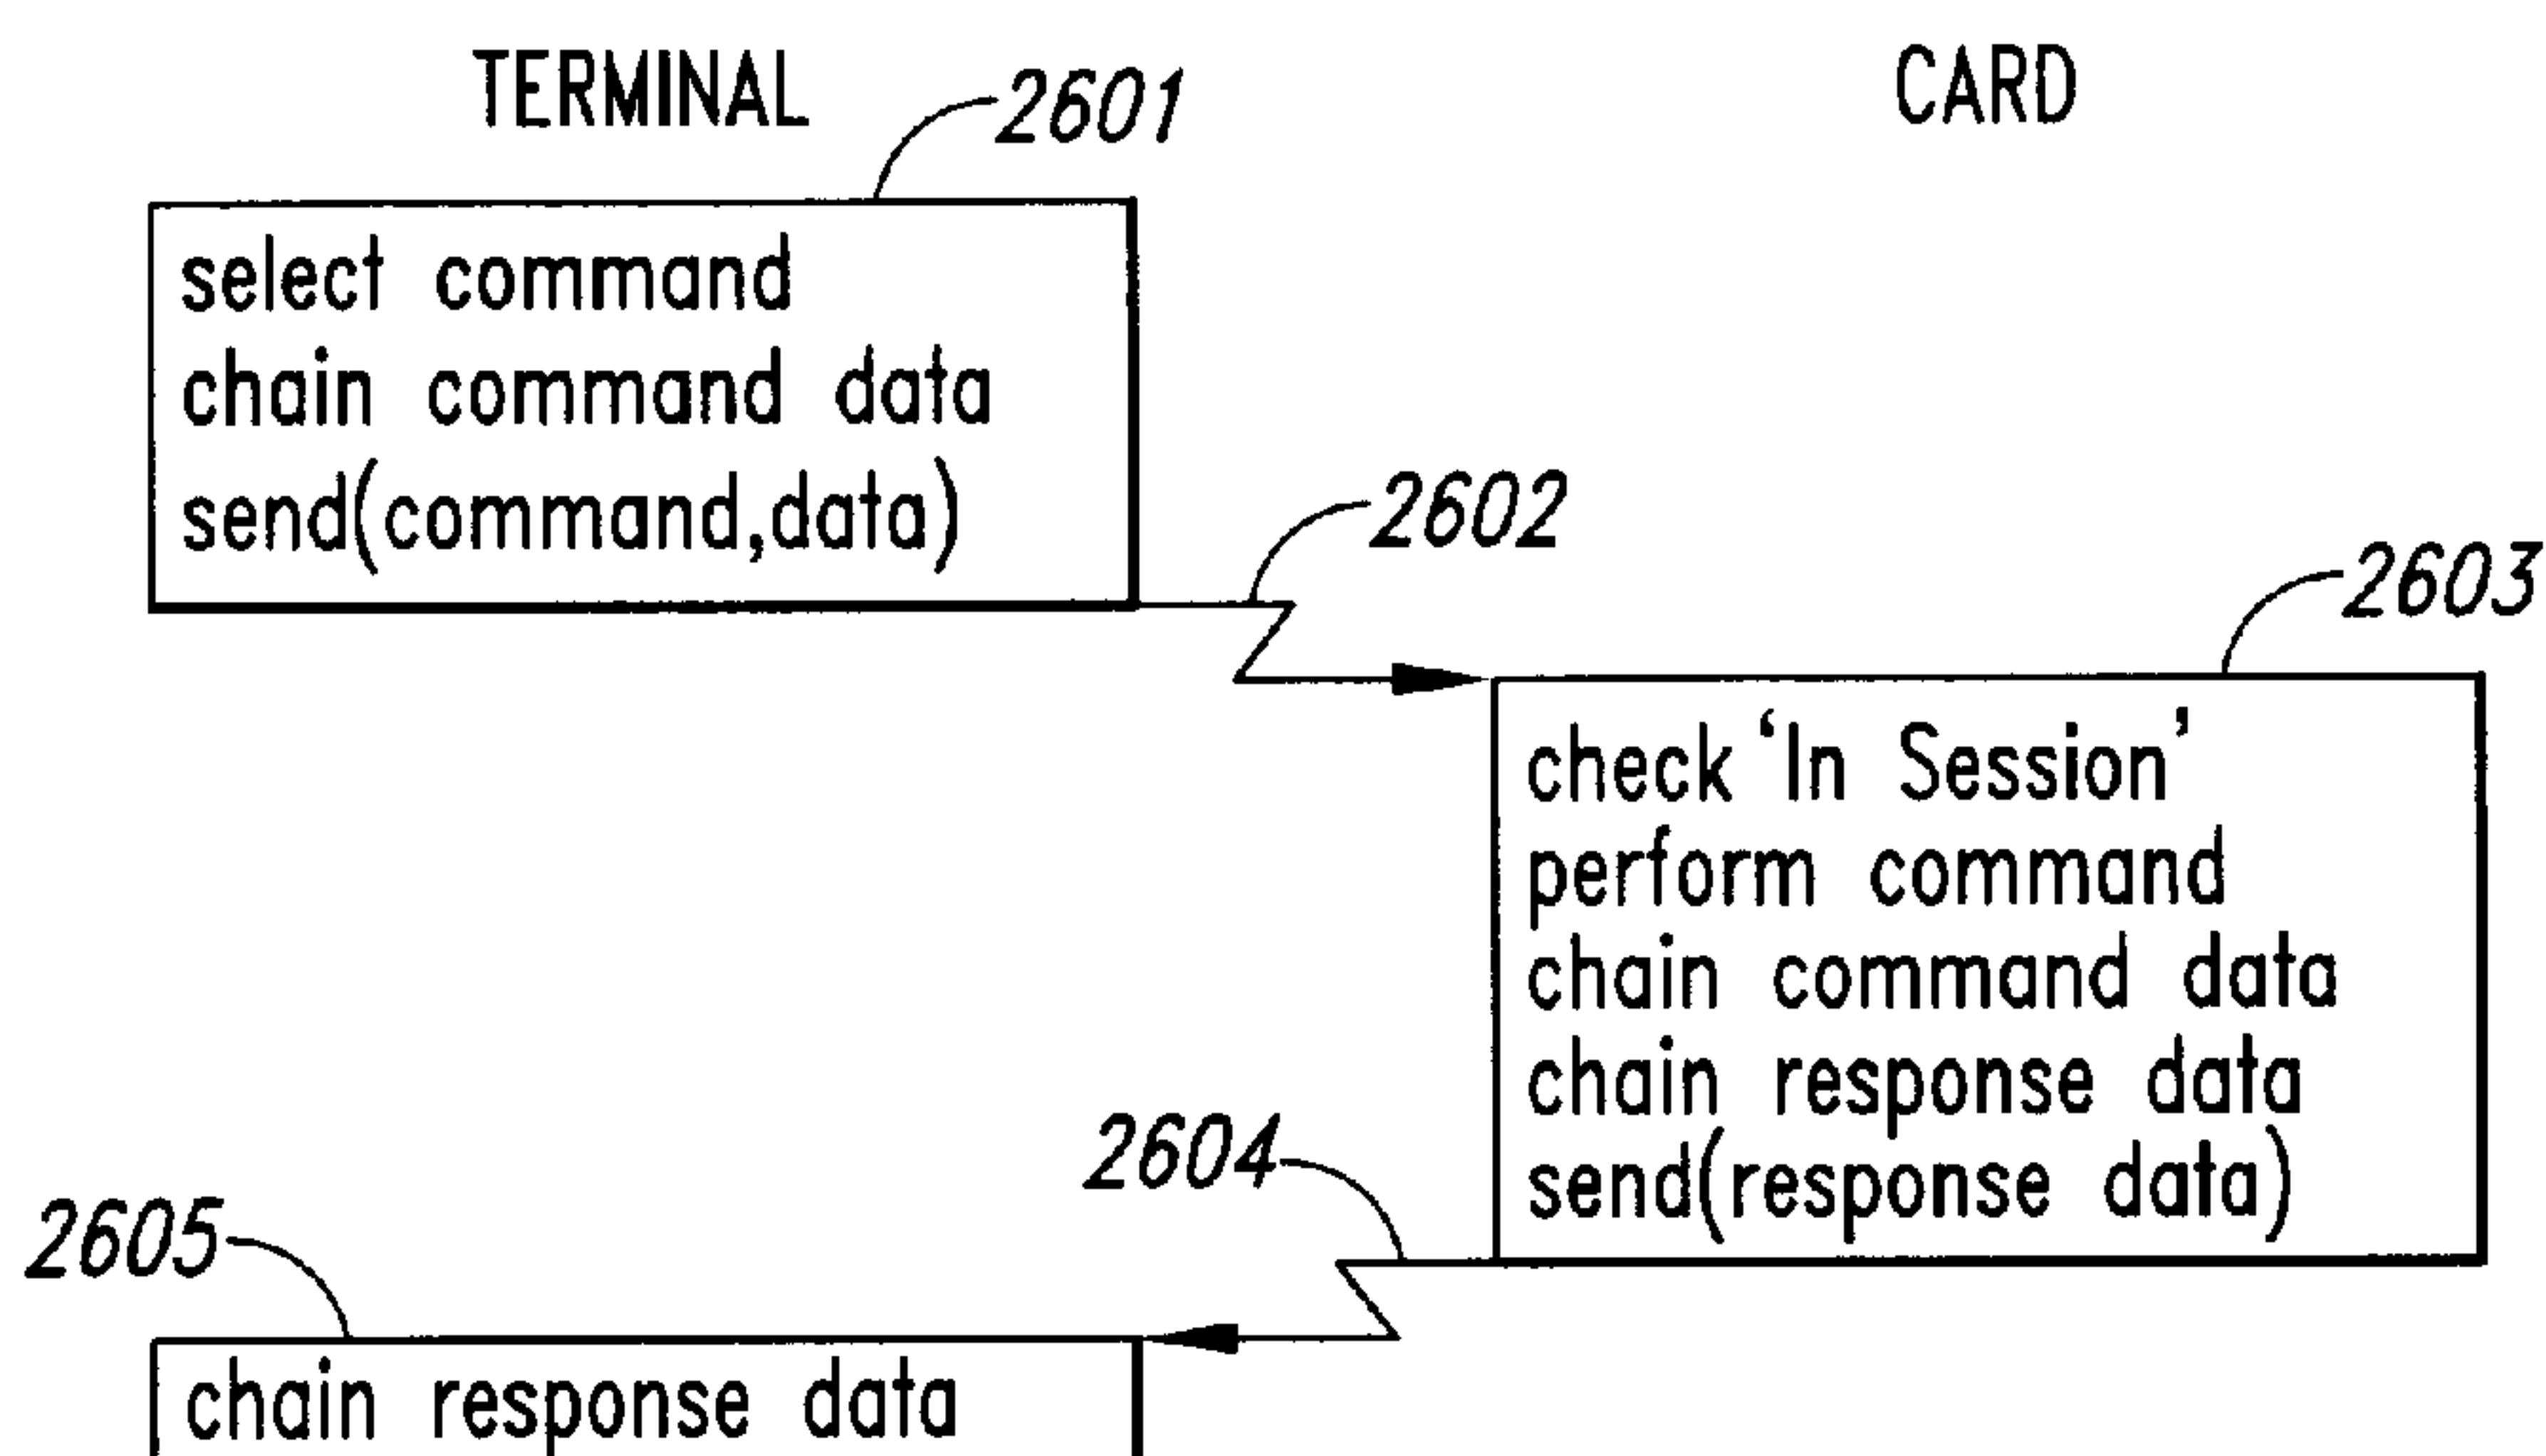 TERMINAL
CARD
2601
select command
chain command data
send(command,data)
2602
2603
check 'In Session'
perform command
chain command data
chain response data
send(response data)
2604
2605
chain response data